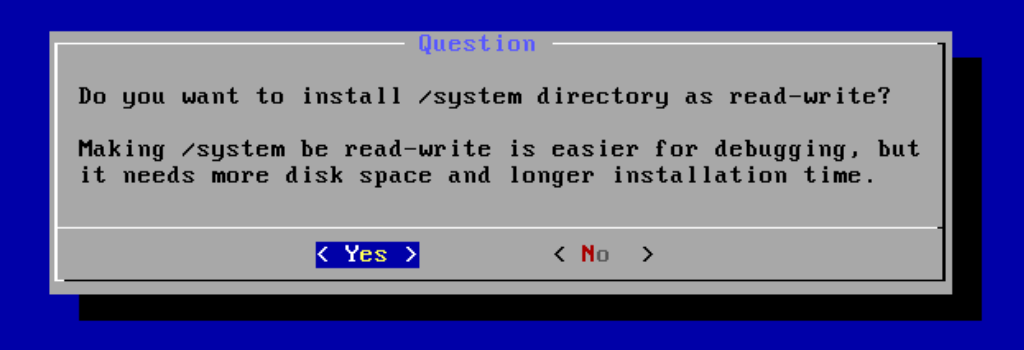 Question
Do you want to install /system directory as read-write?
Making /system be read-write is easier for debugging, but
it needs more disk space and longer installation time.
< Yes > < No >